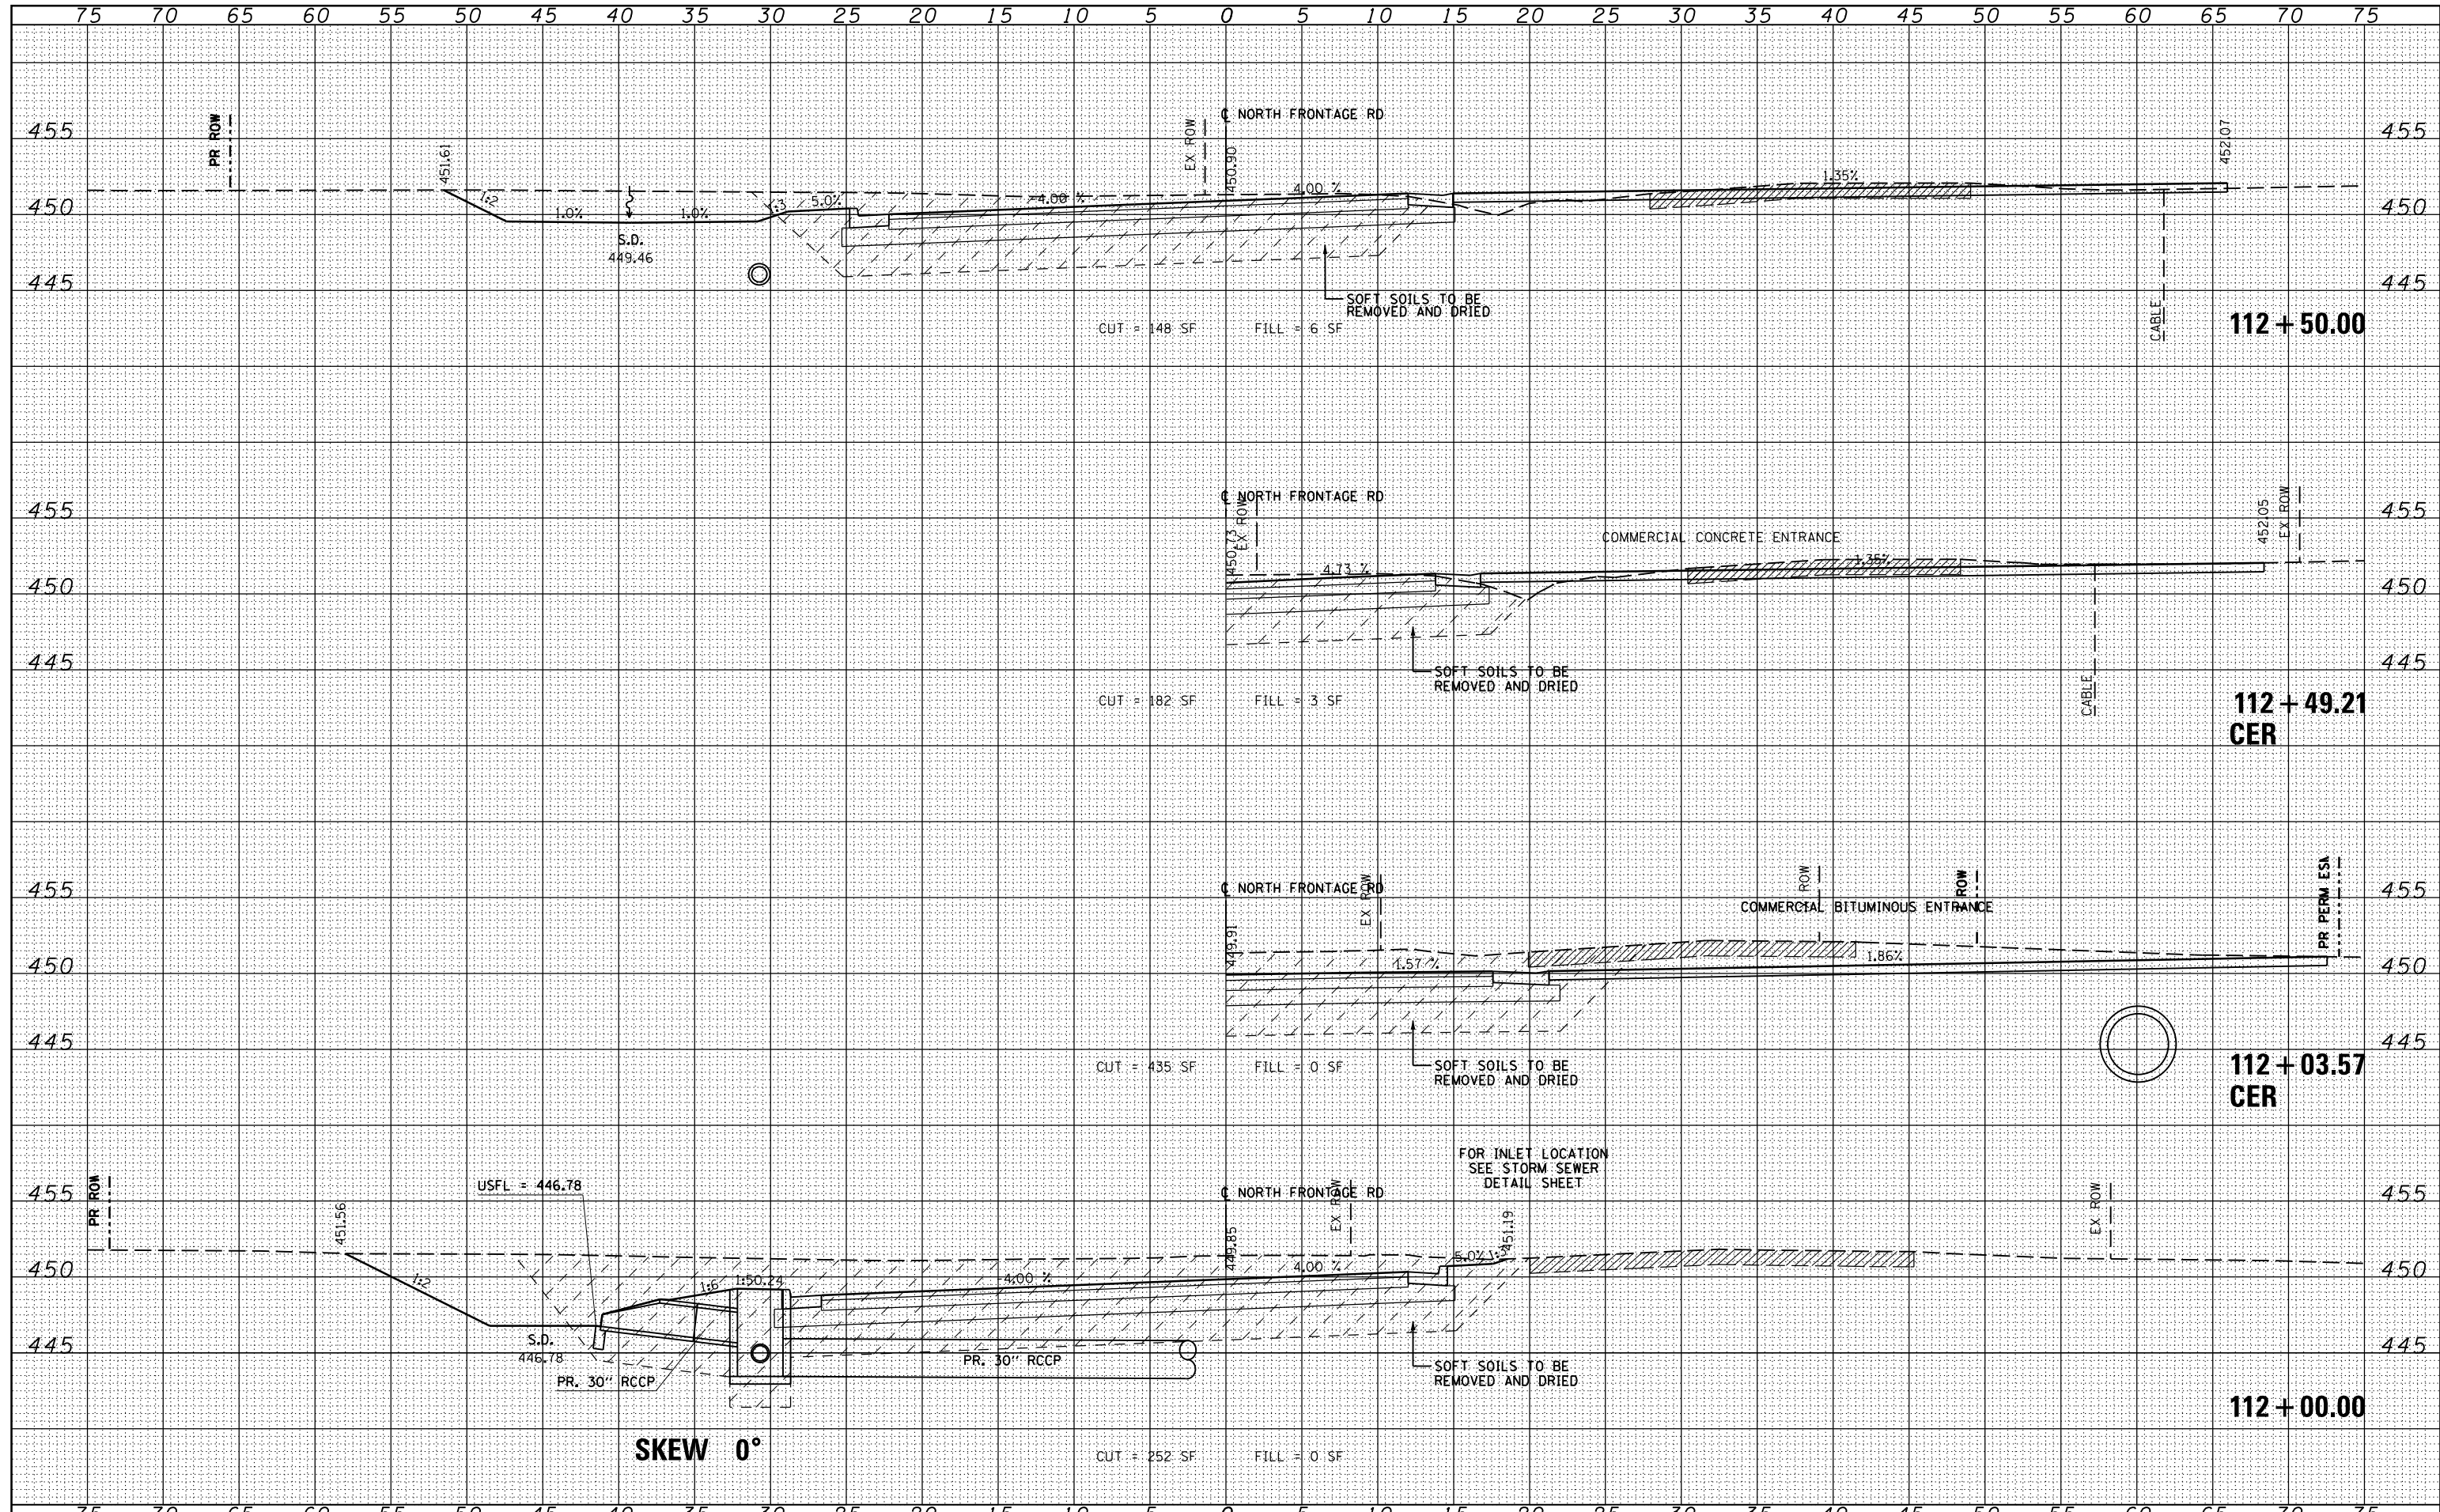 75 70 65 60 55 50 45 40 35 30 25 20 15 10 5 0 5 10 15 20 25 30 35 40 45 50 55 60 65 70 75
℄ NORTH FRONTAGE RD
PR ROW
EX ROW
455 455
451.61
450.90
452.07
1:2
1.0%
1.0%
1:3
5.0%
-4.00 %
4.00 %
1.35%
450 450
S.D.
449.46
445 445
SOFT SOILS TO BE
REMOVED AND DRIED
CABLE
CUT = 148 SF FILL = 6 SF
112 + 50.00
℄ NORTH FRONTAGE RD
EX ROW
EX ROW
455 455
450.73
452.05
COMMERCIAL CONCRETE ENTRANCE
4.73 %
1.35%
450 450
445 445
SOFT SOILS TO BE
REMOVED AND DRIED
CABLE
CUT = 182 SF FILL = 3 SF
112 + 49.21
CER
℄ NORTH FRONTAGE RD
EX ROW
ROW
ROW
PR PERM
455 455
COMMERCIAL BITUMINOUS ENTRANCE
449.91
1.57 %
1.86%
450 450
445 445
SOFT SOILS TO BE
REMOVED AND DRIED
CUT = 435 SF FILL = 0 SF
112 + 03.57
CER
FOR INLET LOCATION
SEE STORM SEWER
DETAIL SHEET
USFL = 446.78
℄ NORTH FRONTAGE RD
PR ROW
EX ROW
EX ROW
455 455
451.56
449.85
451.19
1:2
1:6
1:50.24
-4.00 %
4.00 %
5.0%
450 450
S.D.
446.78
445 445
PR. 30" RCCP
PR. 30" RCCP
SOFT SOILS TO BE
REMOVED AND DRIED
112 + 00.00
SKEW 0°
CUT = 252 SF FILL = 0 SF
75 70 65 60 55 50 45 40 35 30 25 20 15 10 5 0 5 10 15 20 25 30 35 40 45 50 55 60 65 70 75